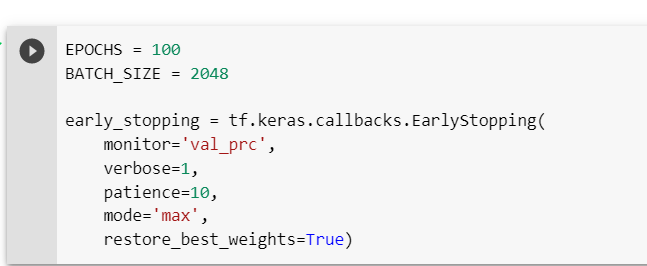 EPOCHS = 100
BATCH_SIZE = 2048
early_stopping = tf.keras.callbacks.EarlyStopping(
    monitor='val_prc',
    verbose=1,
    patience=10,
    mode='max',
    restore_best_weights=True)